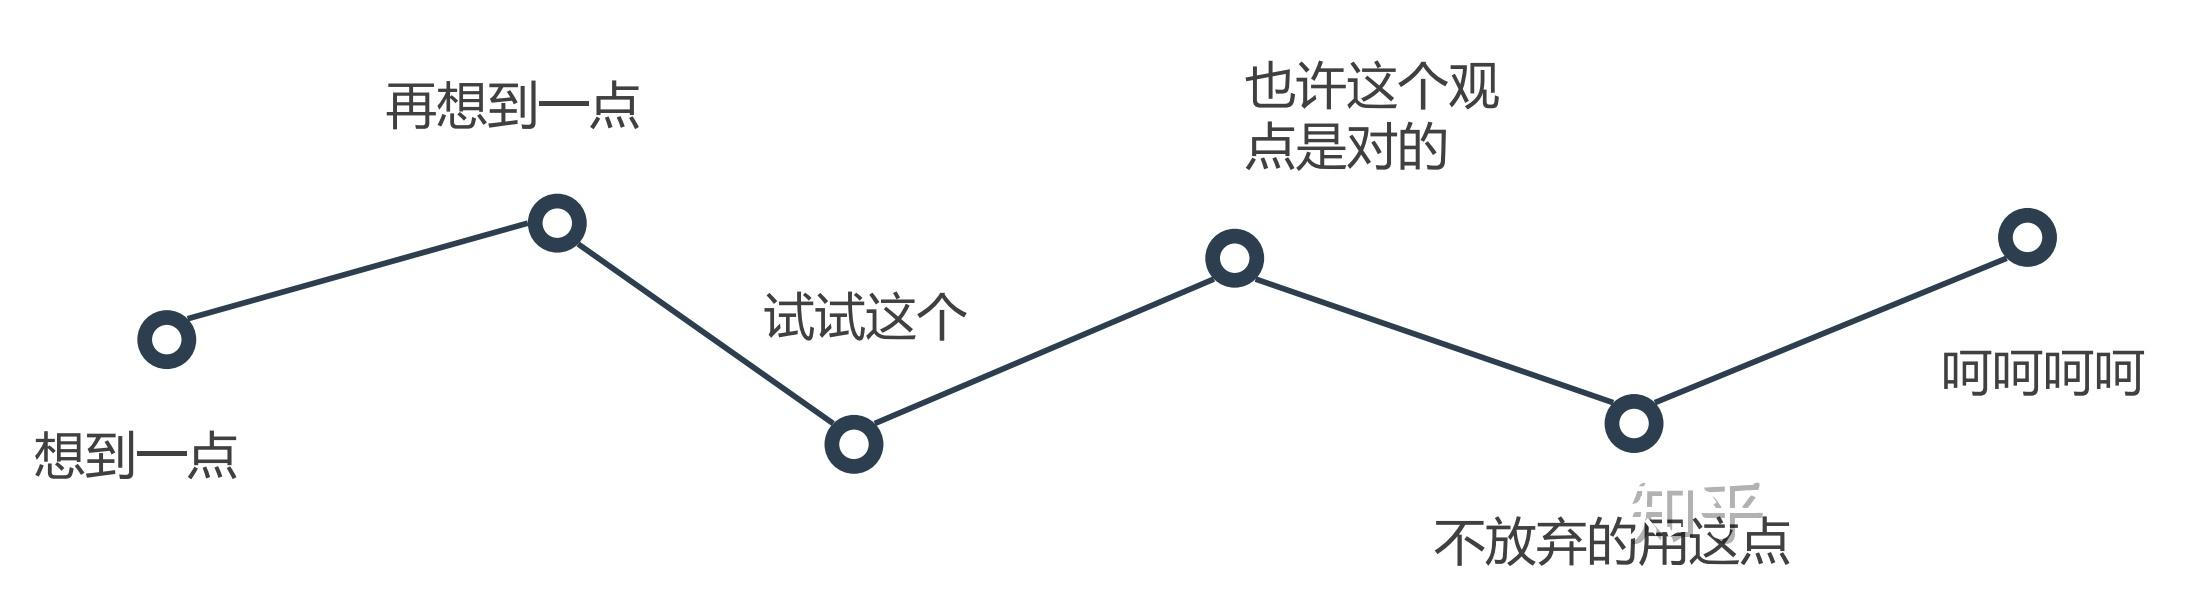 想到一点
再想到一点
试试这个
也许这个观
点是对的
不放弃的用这点
呵呵呵呵
知乎